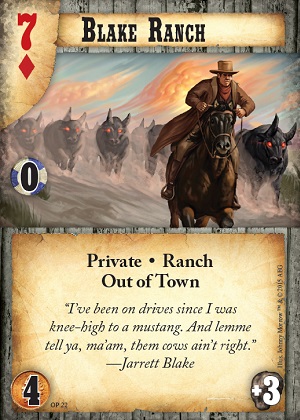 7
BLAKE RANCH
0
Private • Ranch
Out of Town
“I've been on drives since I was
knee-high to a mustang. And lemme
tell ya, ma'am, them cows ain't right.”
—Jarrett Blake
4
OP 22
+3